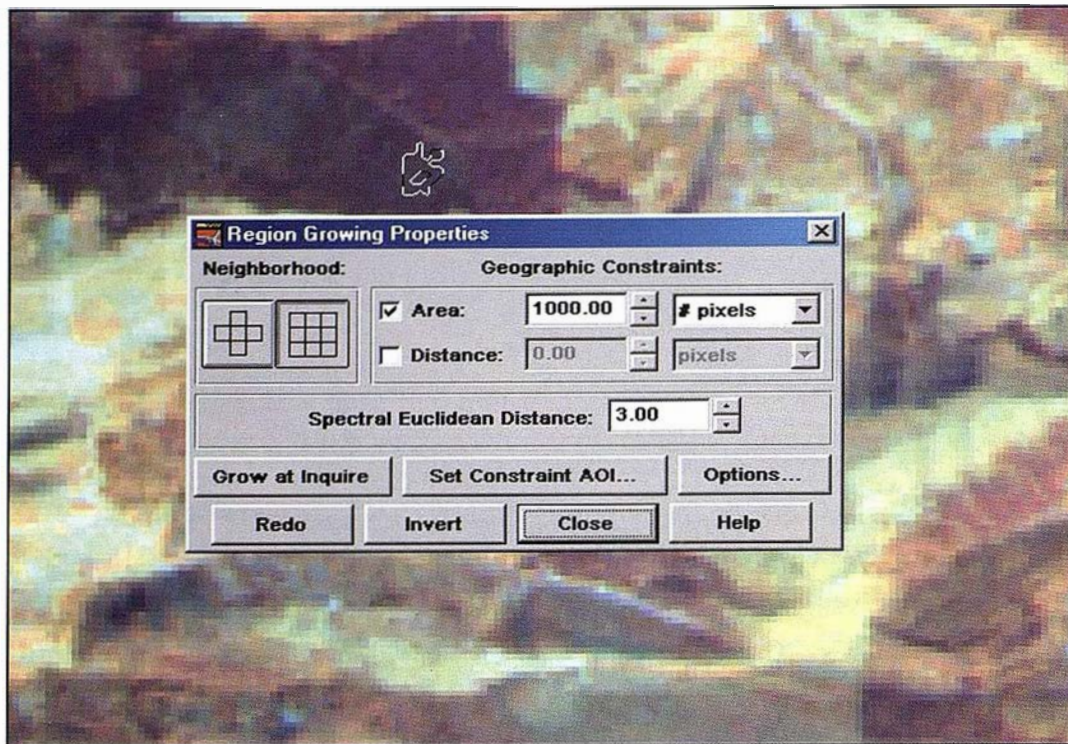 Region Growing Properties
Neighborhood: Geographic Constraints:
Area: 1000.00 # pixels
Distance: 0.00 pixels
Spectral Euclidean Distance: 3.00
Grow at Inquire Set Constraint AOI... Options...
Redo Invert Close Help